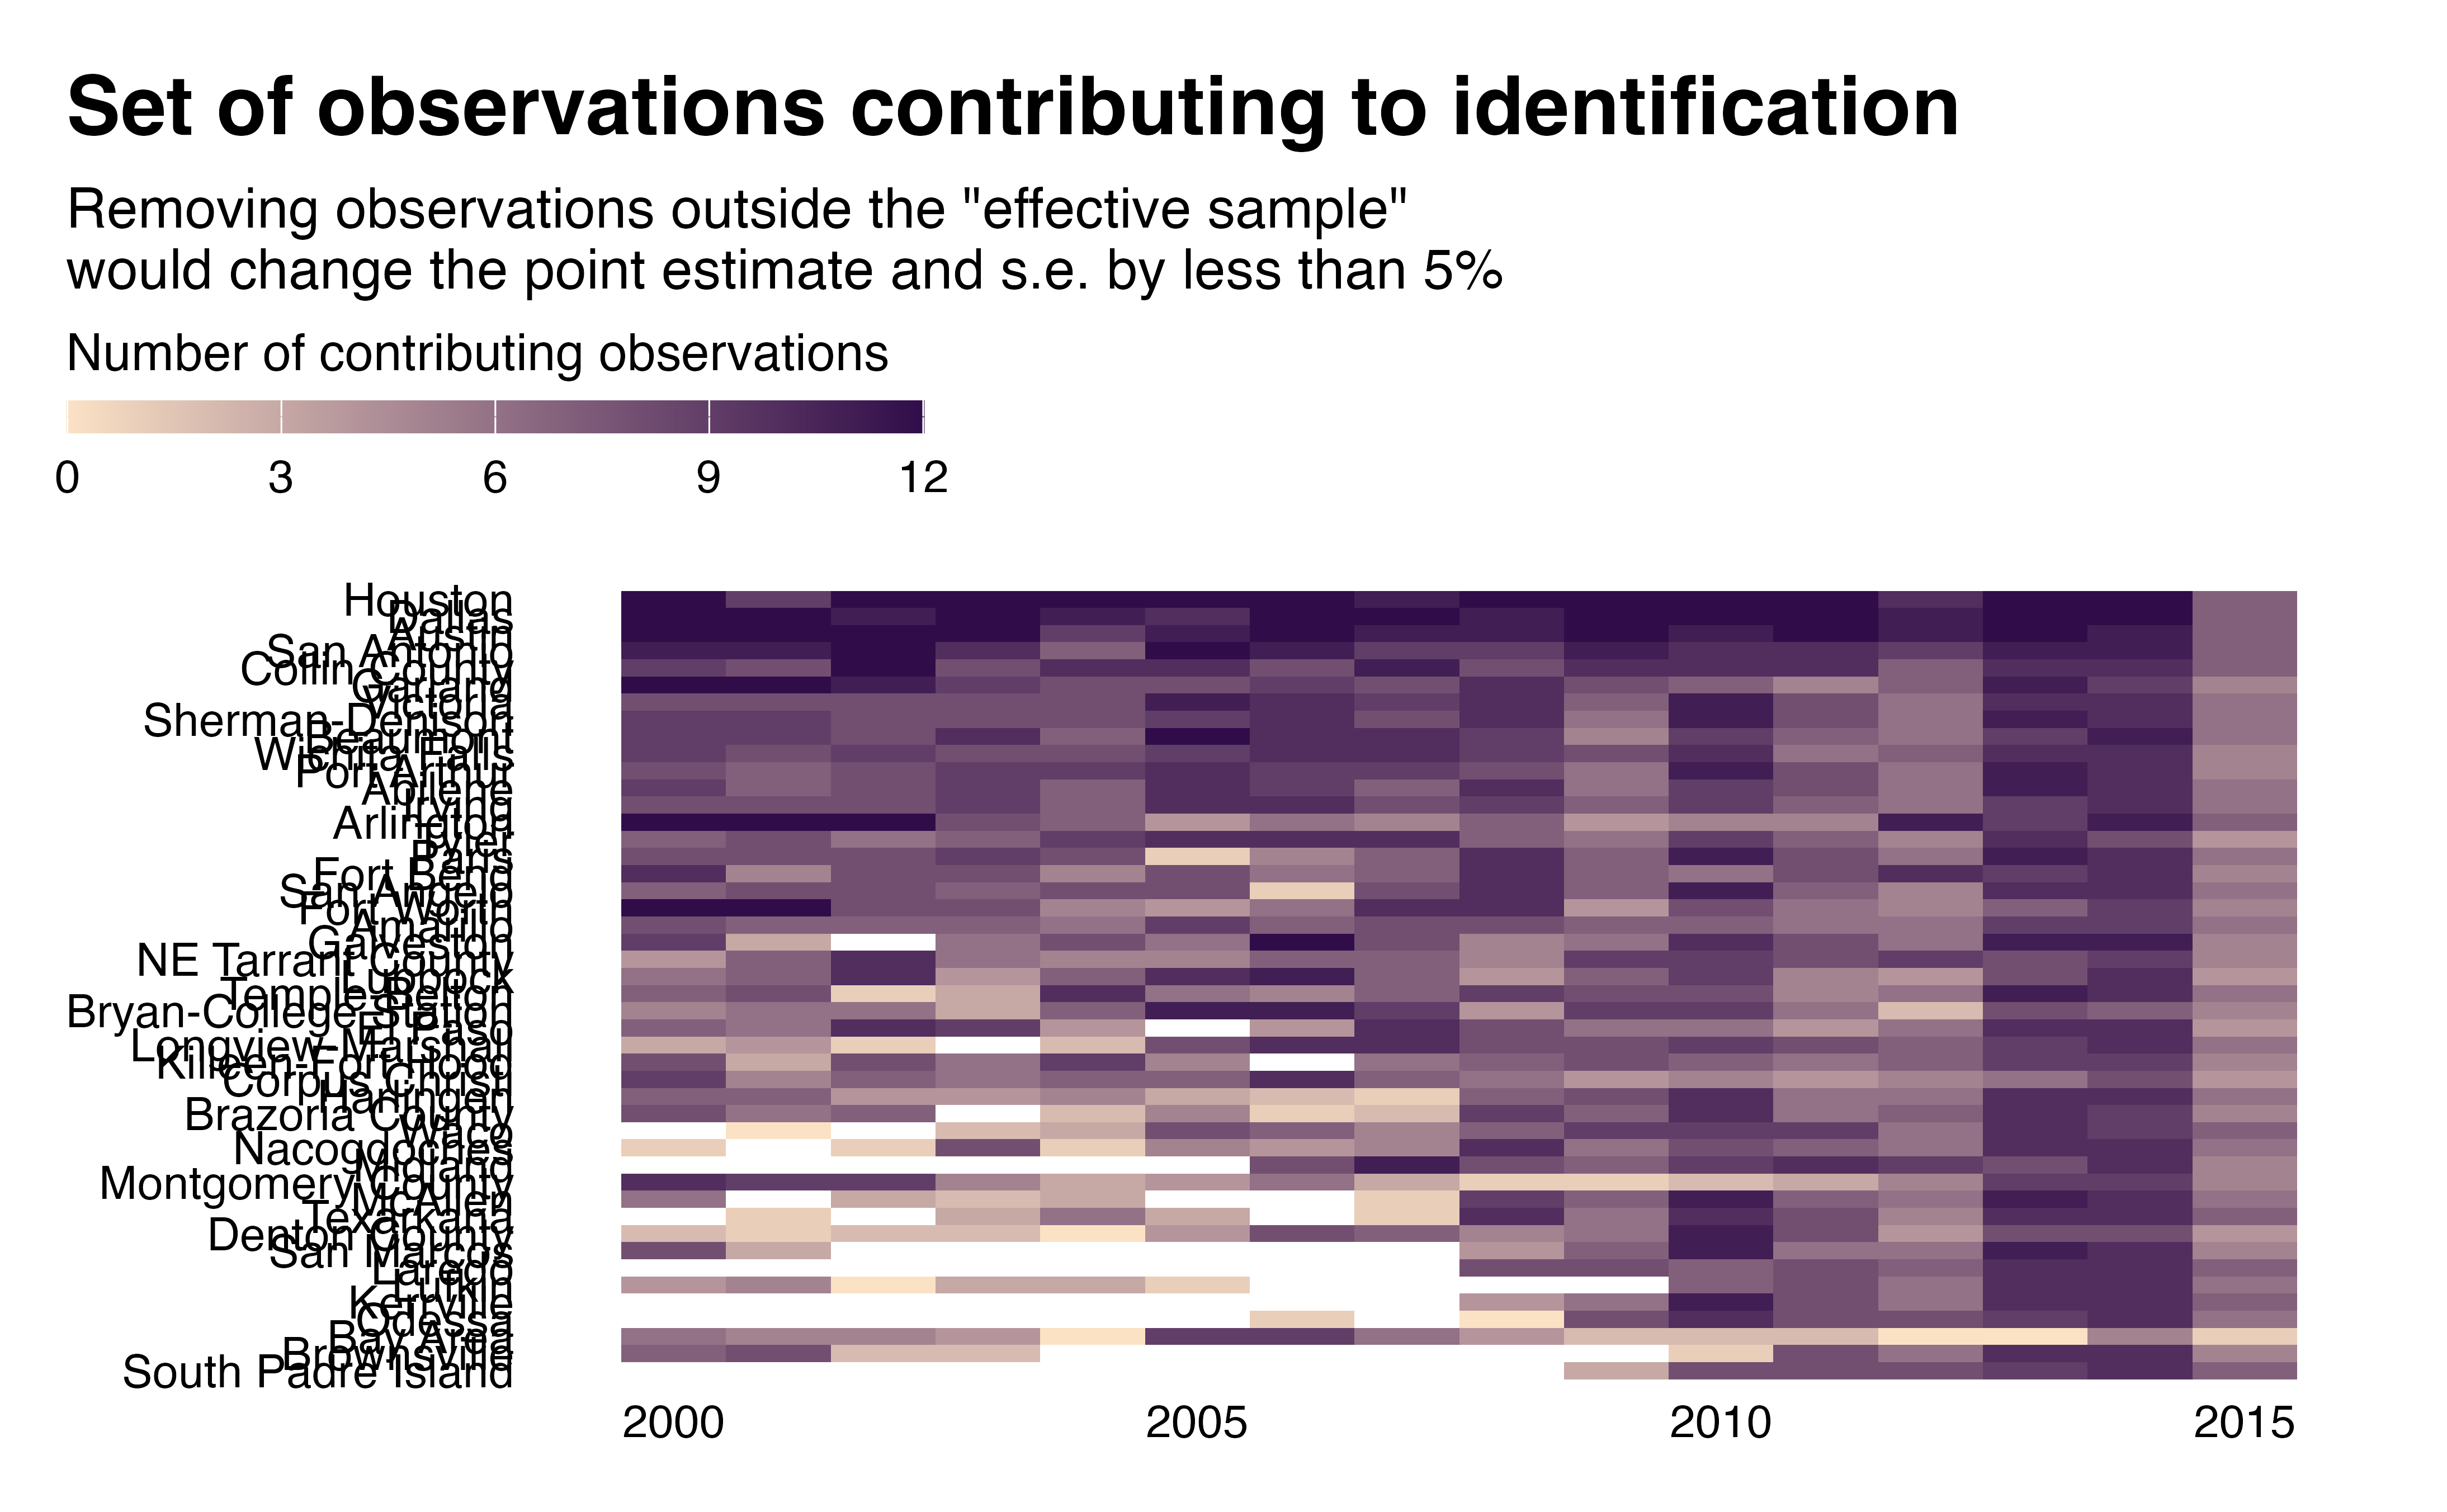 Set of observations contributing to identification
Removing observations outside the "effective sample"
would change the point estimate and s.e. by less than 5%
Number of contributing observations
0 3 6 9 12
Houston
Dallas
Austin
San Antonio
Collin County
Garland
Victoria
Sherman-Denison
Beaumont
Wichita Falls
Port Arthur
Abilene
Irving
Arlington
Tyler
Paris
Fort Bend
San Angelo
Fort Worth
Amarillo
Galveston
NE Tarrant County
Lubbock
Temple-Belton
Bryan-College Station
El Paso
Longview-Marshall
Killeen-Fort Hood
Corpus Christi
Harlingen
Brazoria County
Waco
Nacogdoches
Midland
Montgomery County
McAllen
Texarkana
Denton County
San Marcos
Laredo
Lufkin
Kerrville
Odessa
Bay Area
Brownsville
South Padre Island
2000 2005 2010 2015